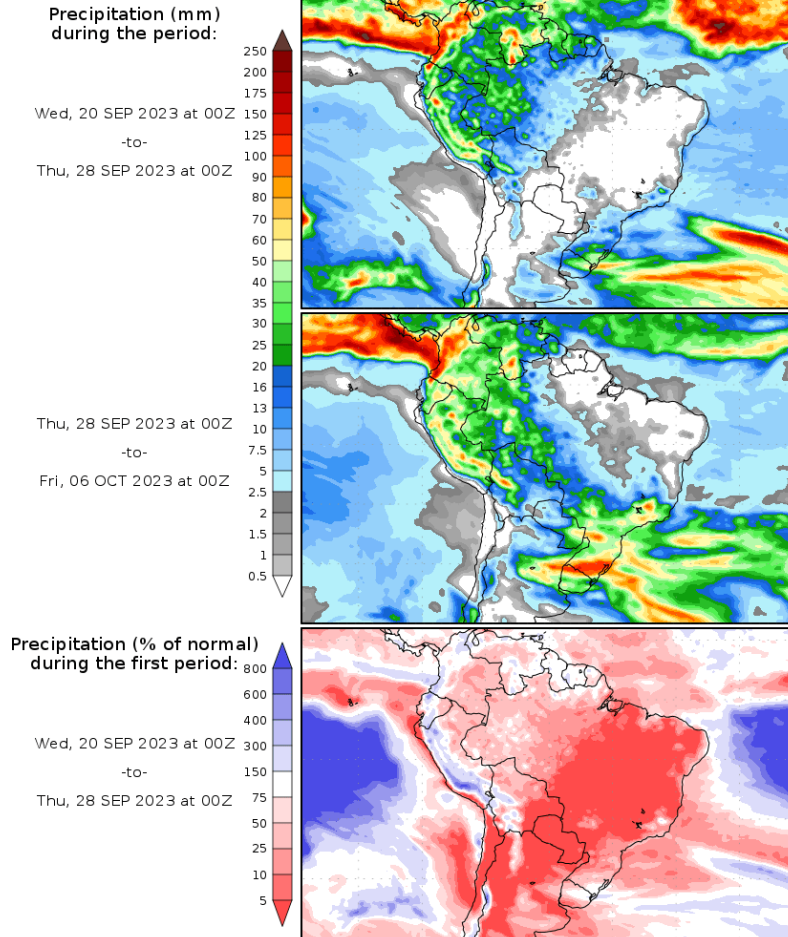 Precipitation (mm)
during the period:
Wed, 20 SEP 2023 at 00Z
-to-
Thu, 28 SEP 2023 at 00Z
250
200
175
150
125
100
90
80
70
60
50
40
35
30
25
20
16
13
10
7.5
5
2.5
2
1.5
1
0.5
Thu, 28 SEP 2023 at 00Z
-to-
Fri, 06 OCT 2023 at 00Z
Precipitation (% of normal)
during the first period:
Wed, 20 SEP 2023 at 00Z
-to-
Thu, 28 SEP 2023 at 00Z
800
600
400
300
150
75
50
25
10
5